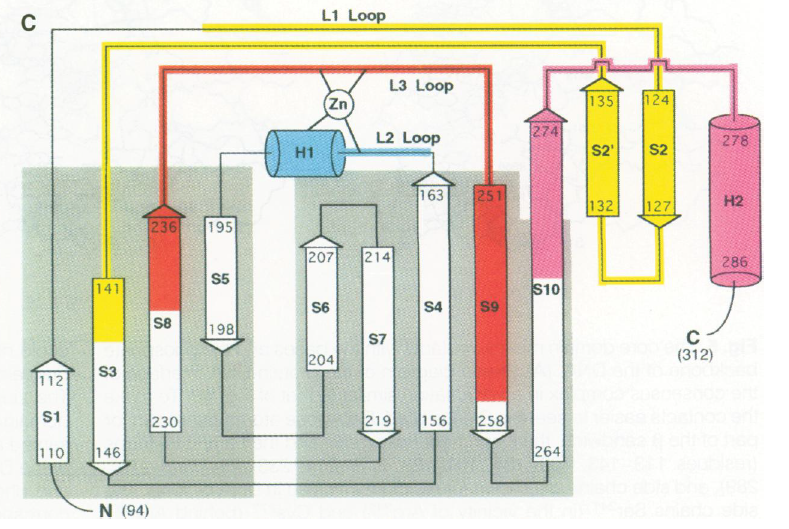 C
L1 Loop
L3 Loop
Zn
L2 Loop
H1
135
124
274
278
S2'
S2
132
127
H2
286
163
251
236
195
207
214
141
S5
S6
S7
S4
S9
S10
S8
198
204
S3
112
S1
110
146
230
219
156
258
264
N (94)
C
(312)